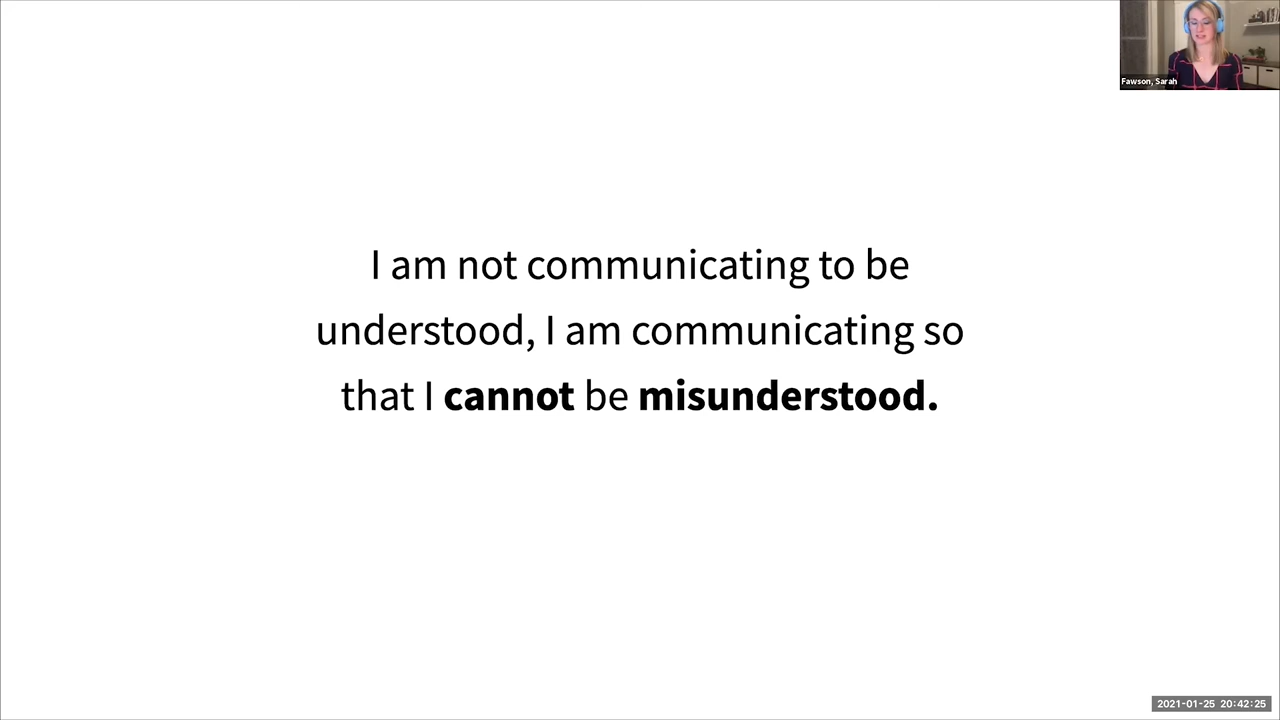 Fawson, Sarah
I am not communicating to be
understood, I am communicating so
that I cannot be misunderstood.
2021-01-25 20:42:25